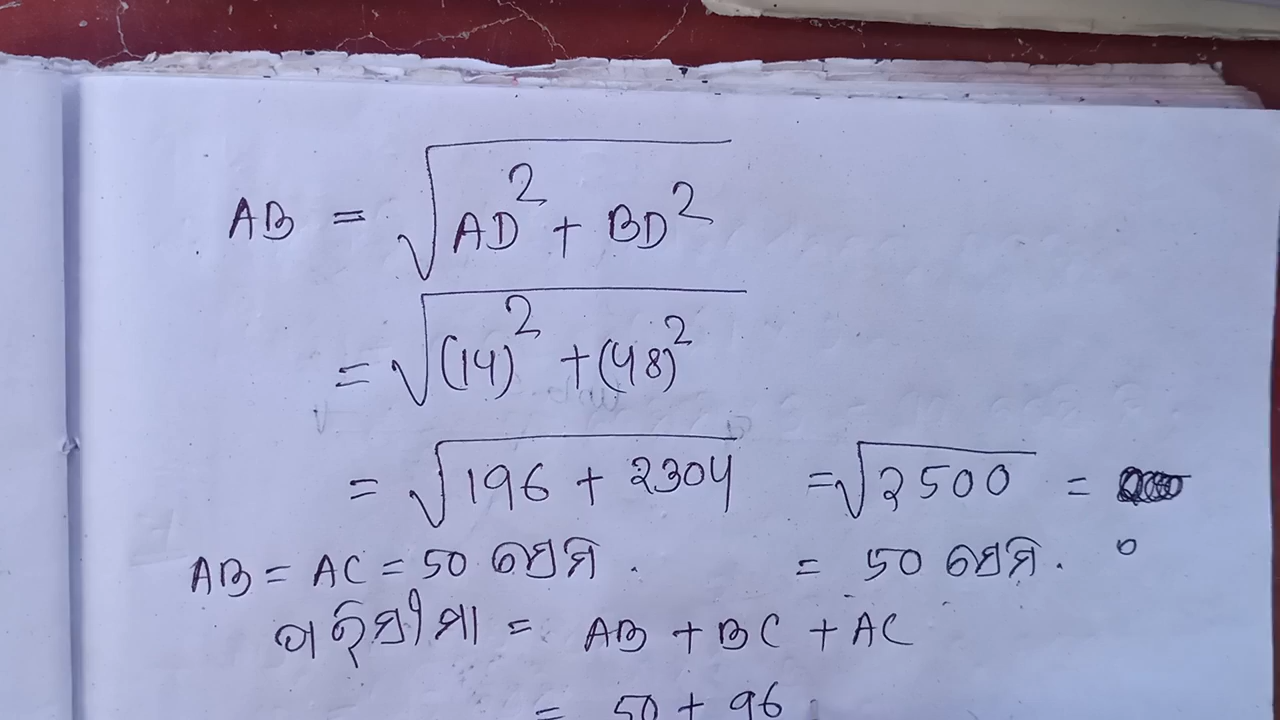 AB = √(AD² + BD²)
= √((14)² + (48)²)
= √(196 + 2304) = √2500 =
AB = AC = 50 ସେମି. = 50 ସେମି.
ପରିସୀମା = AB + BC + AC
= 50 + 96